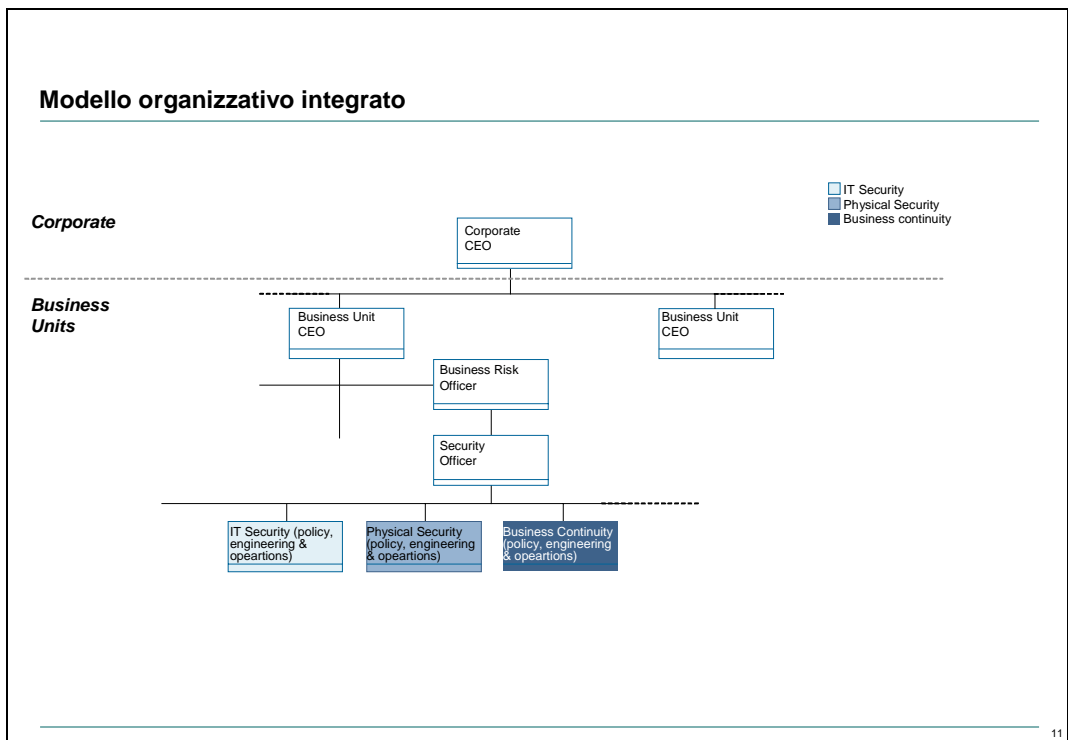 Modello organizzativo integrato
IT Security
Physical Security
Business continuity
Corporate
Corporate
CEO
Business
Units
Business Unit
CEO
Business Unit
CEO
Business Risk
Officer
Security
Officer
IT Security (policy,
engineering &
opeartions)
Physical Security
(policy, engineering
& opeartions)
Business Continuity
(policy, engineering
& opeartions)
11